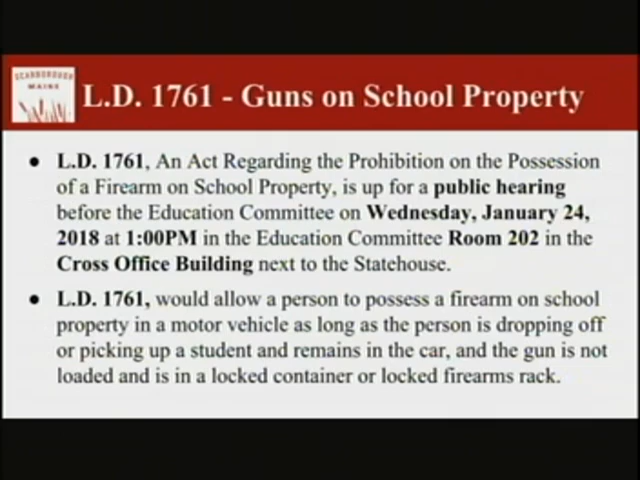 SCARBOROUGH
MAINE
L.D. 1761 - Guns on School Property
● L.D. 1761, An Act Regarding the Prohibition on the Possession
of a Firearm on School Property, is up for a public hearing
before the Education Committee on Wednesday, January 24,
2018 at 1:00PM in the Education Committee Room 202 in the
Cross Office Building next to the Statehouse.
● L.D. 1761, would allow a person to possess a firearm on school
property in a motor vehicle as long as the person is dropping off
or picking up a student and remains in the car, and the gun is not
loaded and is in a locked container or locked firearms rack.